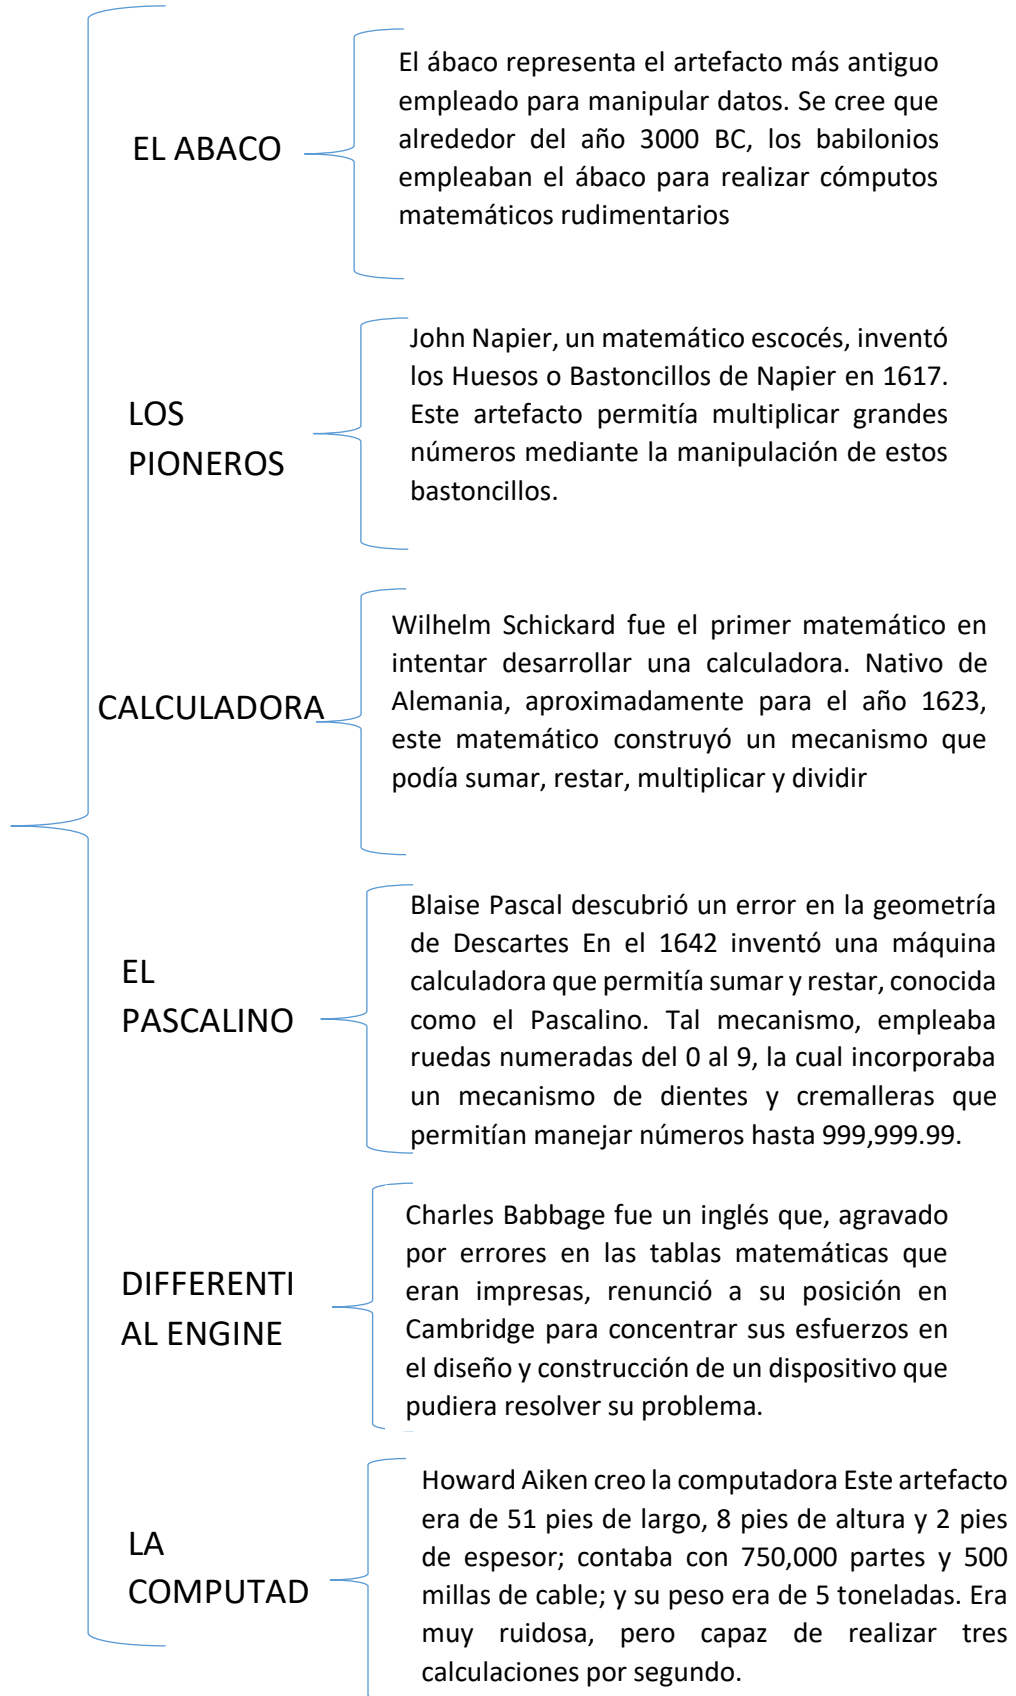 EL ABACO
El ábaco representa el artefacto más antiguo
empleado para manipular datos. Se cree que
alrededor del año 3000 BC, los babilonios
empleaban el ábaco para realizar cómputos
matemáticos rudimentarios
LOS
PIONEROS
John Napier, un matemático escocés, inventó
los Huesos o Bastoncillos de Napier en 1617.
Este artefacto permitía multiplicar grandes
números mediante la manipulación de estos
bastoncillos.
CALCULADORA
Wilhelm Schickard fue el primer matemático en
intentar desarrollar una calculadora. Nativo de
Alemania, aproximadamente para el año 1623,
este matemático construyó un mecanismo que
podía sumar, restar, multiplicar y dividir
EL
PASCALINO
Blaise Pascal descubrió un error en la geometría
de Descartes En el 1642 inventó una máquina
calculadora que permitía sumar y restar, conocida
como el Pascalino. Tal mecanismo, empleaba
ruedas numeradas del 0 al 9, la cual incorporaba
un mecanismo de dientes y cremalleras que
permitían manejar números hasta 999,999.99.
DIFFERENTI
AL ENGINE
Charles Babbage fue un inglés que, agravado
por errores en las tablas matemáticas que
eran impresas, renunció a su posición en
Cambridge para concentrar sus esfuerzos en
el diseño y construcción de un dispositivo que
pudiera resolver su problema.
LA
COMPUTAD
Howard Aiken creo la computadora Este artefacto
era de 51 pies de largo, 8 pies de altura y 2 pies
de espesor; contaba con 750,000 partes y 500
millas de cable; y su peso era de 5 toneladas. Era
muy ruidosa, pero capaz de realizar tres
calculaciones por segundo.